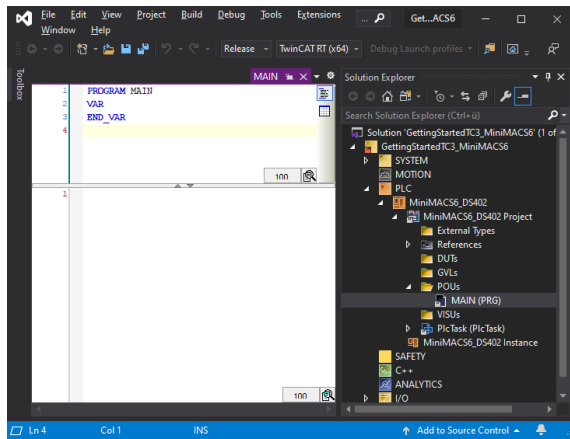 File Edit View Project Build Debug Tools Extensions ... Get...ACS6
Window Help
Release TwinCAT RT (x64) Debug Launch profiles
Toolbox
MAIN
1 PROGRAM MAIN
2 VAR
3 END_VAR
4
100
1
100
Solution Explorer
Search Solution Explorer (Ctrl+ü)
Solution 'GettingStartedTC3_MiniMACS6' (1 of
GettingStartedTC3_MiniMACS6
SYSTEM
MOTION
PLC
MiniMACS6_DS402
MiniMACS6_DS402 Project
External Types
References
DUTs
GVLs
POUs
MAIN (PRG)
VISUs
PlcTask (PlcTask)
MiniMACS6_DS402 Instance
SAFETY
C++
ANALYTICS
I/O
Ln 4 Col 1 INS Add to Source Control